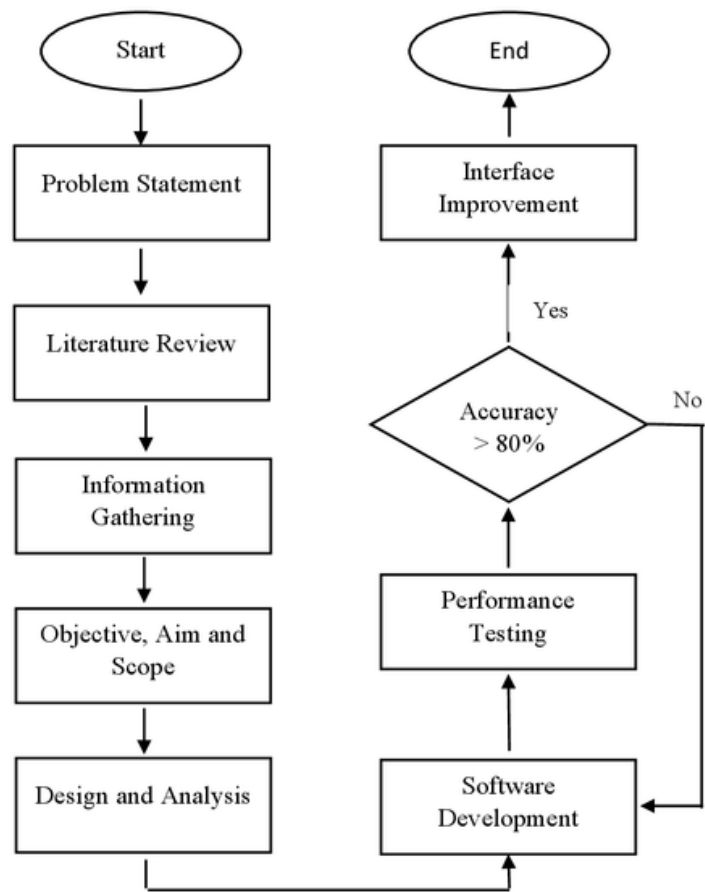 Start
Problem Statement
Literature Review
Information
Gathering
Objective, Aim and
Scope
Design and Analysis
Software
Development
Performance
Testing
Accuracy
> 80%
No
Yes
Interface
Improvement
End